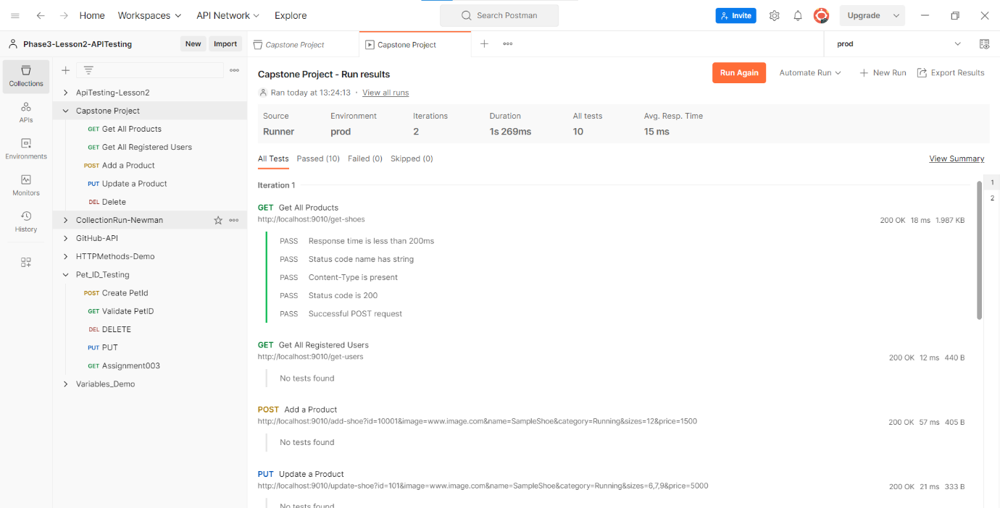 Home Workspaces API Network Explore Search Postman Invite Upgrade
Phase3-Lesson2-APITesting New Import Capstone Project Capstone Project prod
Collections
APIs
Environments
Monitors
History
ApiTesting-Lesson2
Capstone Project
GET Get All Products
GET Get All Registered Users
POST Add a Product
PUT Update a Product
DEL Delete
CollectionRun-Newman
GitHub-API
HTTPMethods-Demo
Pet_ID_Testing
POST Create PetId
GET Validate PetID
DEL DELETE
PUT PUT
GET Assignment003
Variables_Demo
Capstone Project - Run results Run Again Automate Run New Run Export Results
Ran today at 13:24:13 · View all runs
Source Environment Iterations Duration All tests Avg. Resp. Time
Runner prod 2 1s 269ms 10 15 ms
All Tests Passed (10) Failed (0) Skipped (0) View Summary
Iteration 1 1
2
GET Get All Products
http://localhost:9010/get-shoes 200 OK 18 ms 1.987 KB
PASS Response time is less than 200ms
PASS Status code name has string
PASS Content-Type is present
PASS Status code is 200
PASS Successful POST request
GET Get All Registered Users
http://localhost:9010/get-users 200 OK 12 ms 440 B
No tests found
POST Add a Product
http://localhost:9010/add-shoe?id=10001&image=www.image.com&name=SampleShoe&category=Running&sizes=12&price=1500 200 OK 57 ms 405 B
No tests found
PUT Update a Product
http://localhost:9010/update-shoe?id=101&image=www.image.com&name=SampleShoe&category=Running&sizes=6,7,9&price=5000 200 OK 21 ms 333 B
No tests found